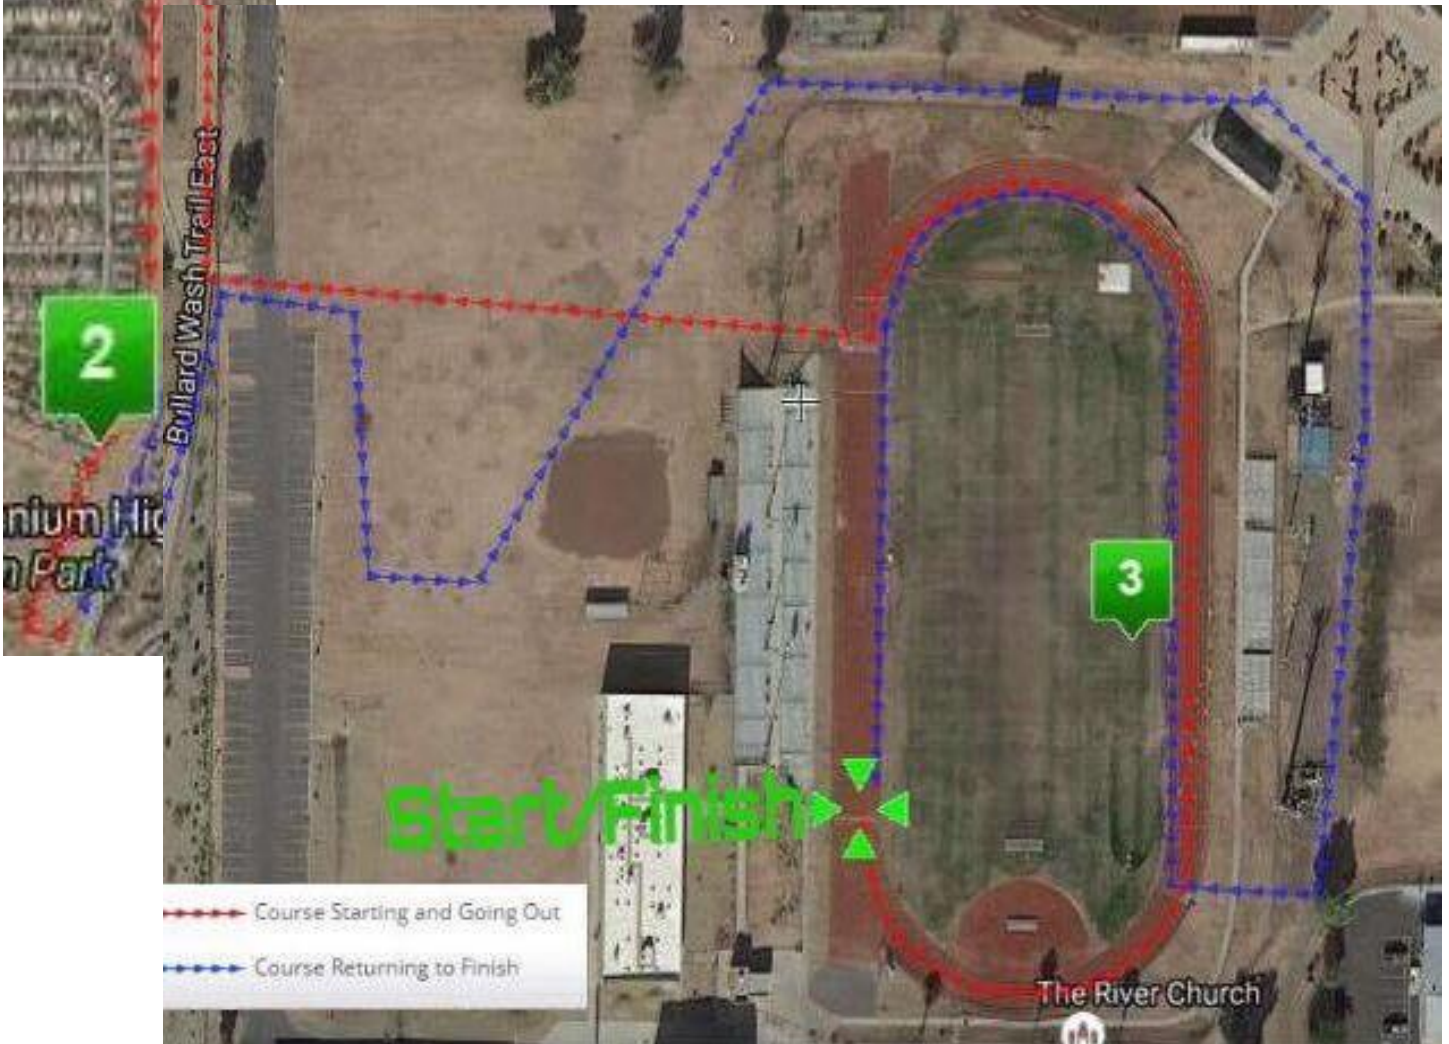 2
Bullard Wash Trail East
nium Hig
n Park
3
Start/Finish
Course Starting and Going Out
Course Returning to Finish
The River Church